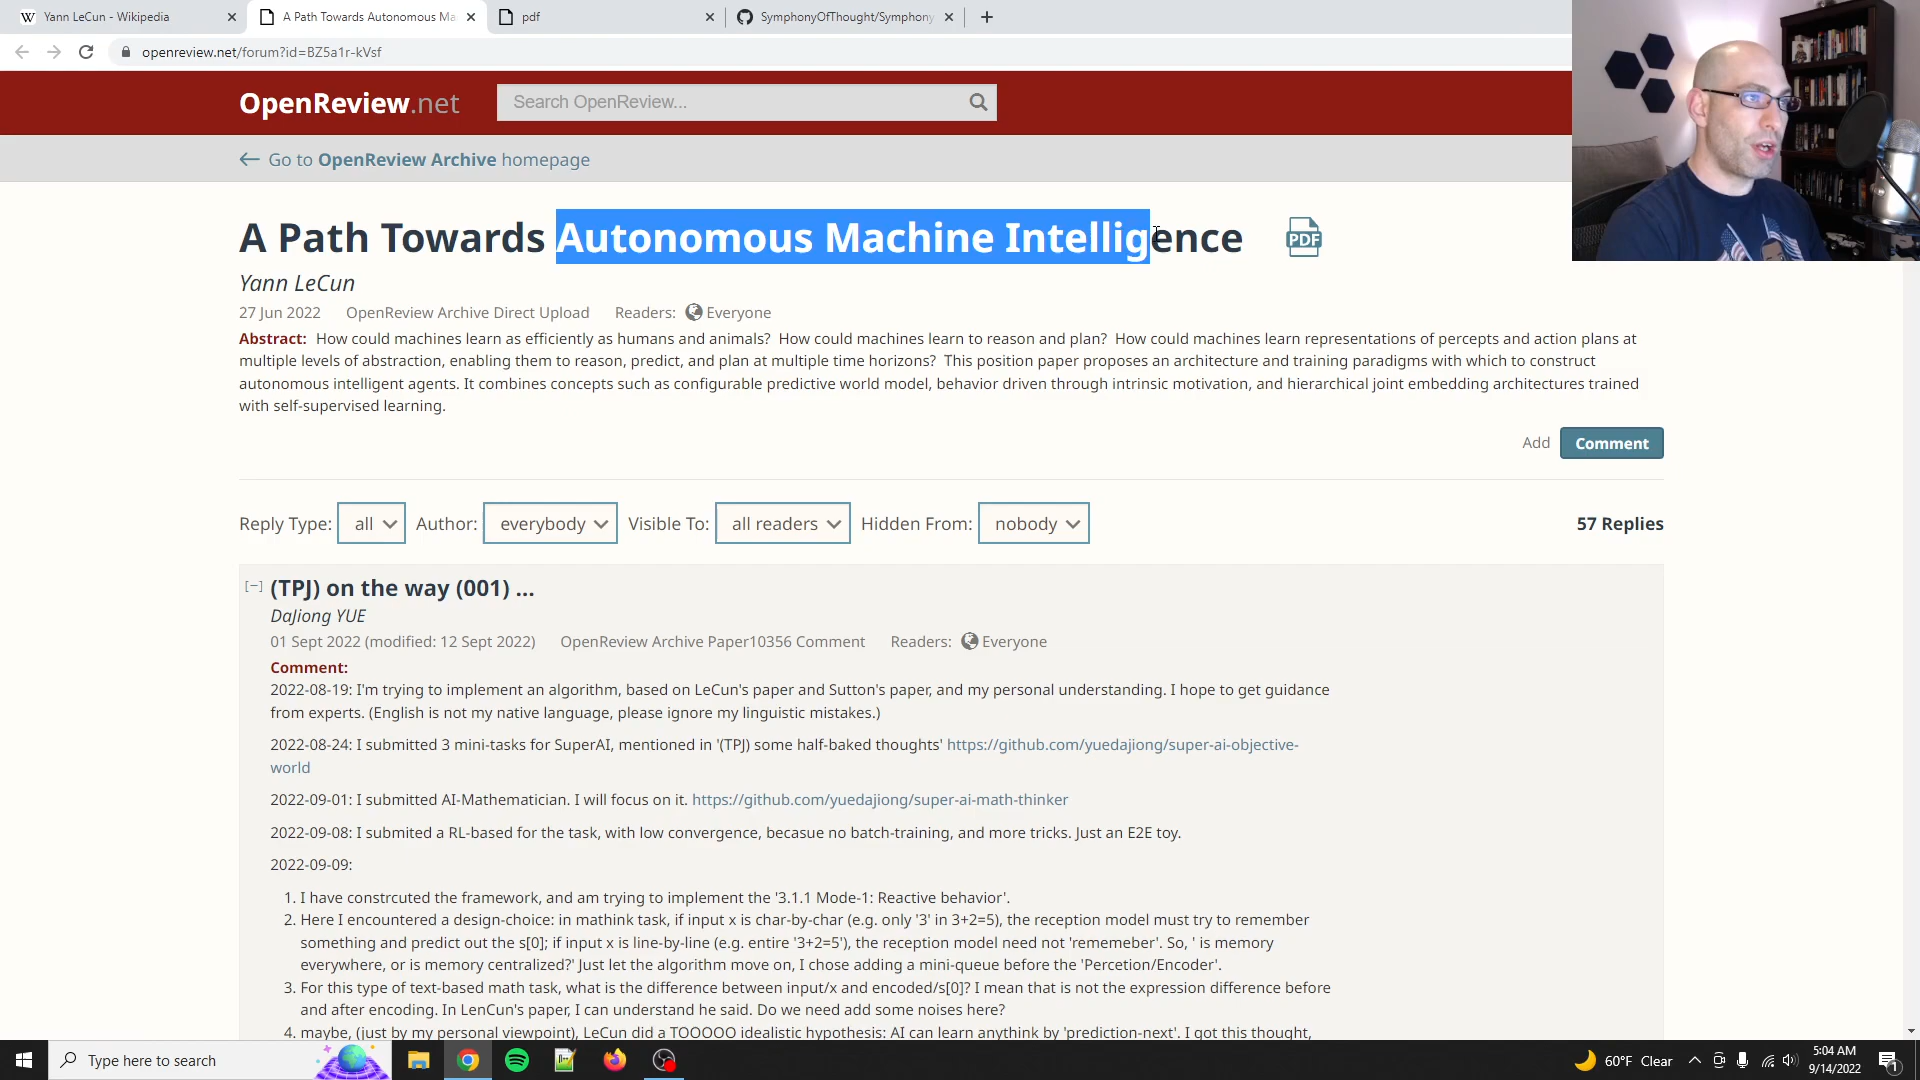 Yann LeCun - Wikipedia
A Path Towards Autonomous Ma
pdf
SymphonyOfThought/Symphony
openreview.net/forum?id=BZ5a1r-kVsf
OpenReview.net
Search OpenReview...
← Go to OpenReview Archive homepage
A Path Towards Autonomous Machine Intelligence
PDF
Yann LeCun
27 Jun 2022 OpenReview Archive Direct Upload Readers: Everyone
Abstract: How could machines learn as efficiently as humans and animals? How could machines learn to reason and plan? How could machines learn representations of percepts and action plans at
multiple levels of abstraction, enabling them to reason, predict, and plan at multiple time horizons? This position paper proposes an architecture and training paradigms with which to construct
autonomous intelligent agents. It combines concepts such as configurable predictive world model, behavior driven through intrinsic motivation, and hierarchical joint embedding architectures trained
with self-supervised learning.
Add Comment
Reply Type: all Author: everybody Visible To: all readers Hidden From: nobody 57 Replies
[−] (TPJ) on the way (001) ...
DaJiong YUE
01 Sept 2022 (modified: 12 Sept 2022) OpenReview Archive Paper10356 Comment Readers: Everyone
Comment:
2022-08-19: I'm trying to implement an algorithm, based on LeCun's paper and Sutton's paper, and my personal understanding. I hope to get guidance
from experts. (English is not my native language, please ignore my linguistic mistakes.)
2022-08-24: I submitted 3 mini-tasks for SuperAI, mentioned in '(TPJ) some half-baked thoughts' https://github.com/yuedajiong/super-ai-objective-
world
2022-09-01: I submitted AI-Mathematician. I will focus on it. https://github.com/yuedajiong/super-ai-math-thinker
2022-09-08: I submited a RL-based for the task, with low convergence, becasue no batch-training, and more tricks. Just an E2E toy.
2022-09-09:
1. I have constrcuted the framework, and am trying to implement the '3.1.1 Mode-1: Reactive behavior'.
2. Here I encountered a design-choice: in mathink task, if input x is char-by-char (e.g. only '3' in 3+2=5), the reception model must try to remember
something and predict out the s[0]; if input x is line-by-line (e.g. entire '3+2=5'), the reception model need not 'rememeber'. So, ' is memory
everywhere, or is memory centralized?' Just let the algorithm move on, I chose adding a mini-queue before the 'Percetion/Encoder'.
3. For this type of text-based math task, what is the difference between input/x and encoded/s[0]? I mean that is not the expression difference before
and after encoding. In LenCun's paper, I can understand he said. Do we need add some noises here?
4. maybe, (just by my personal viewpoint), LeCun did a TOOOOO idealistic hypothesis: AI can learn anythink by 'prediction-next'. I got this thought,
Type here to search
60°F Clear
5:04 AM
9/14/2022
1